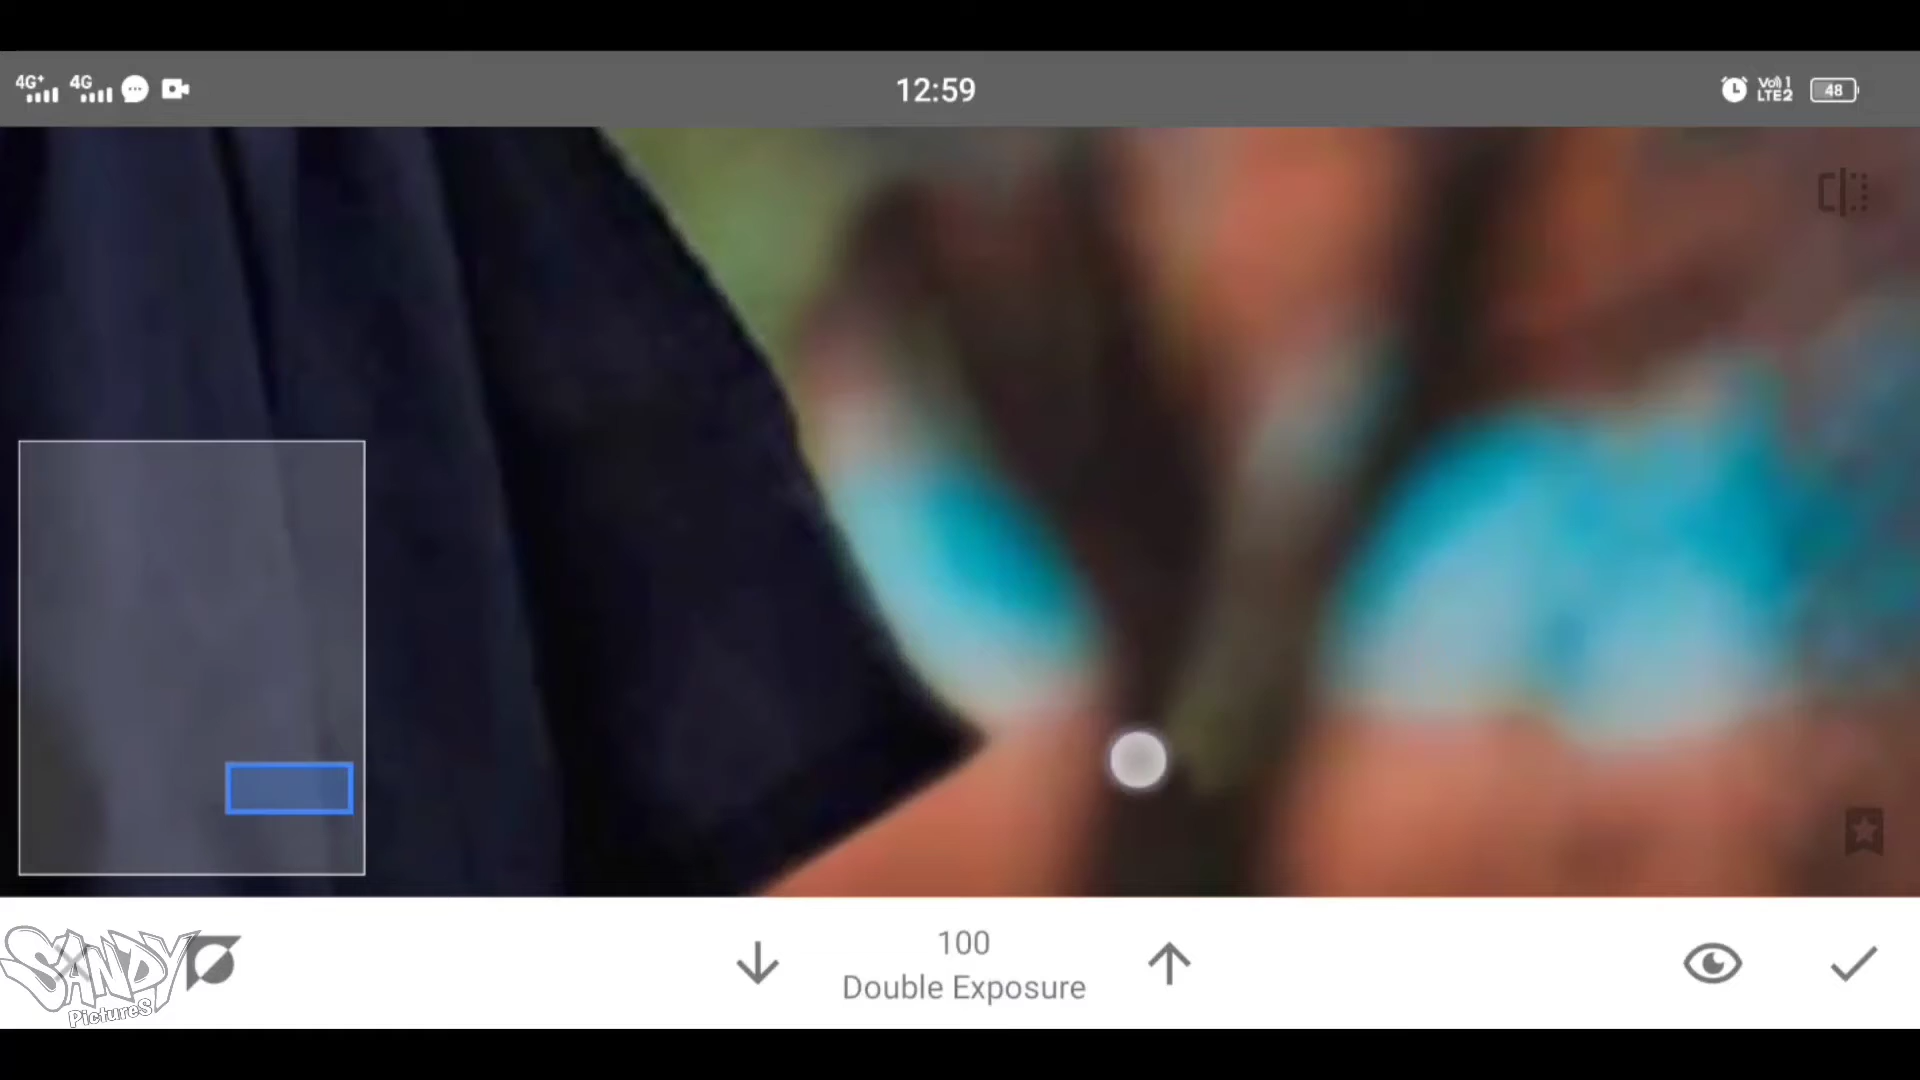 4G+ 4G 12:59 Vol) 1 LTE2 48
100
Double Exposure
SANDY
PictureS